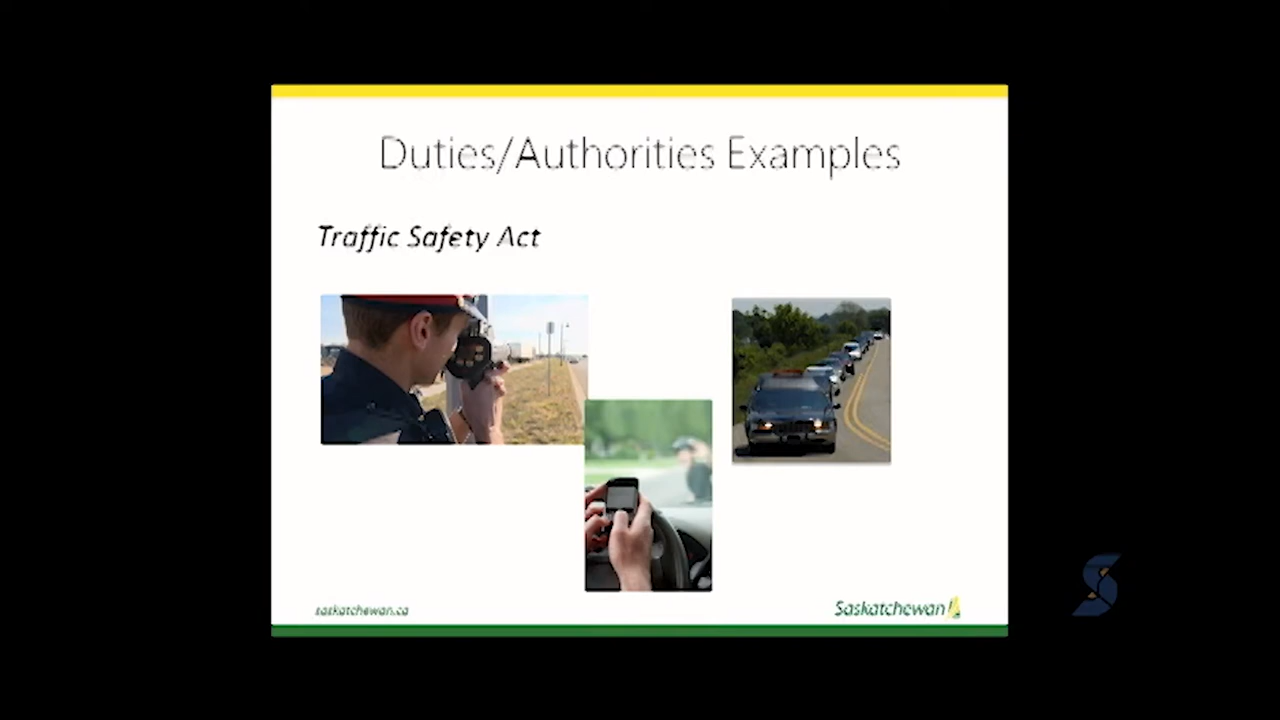 Duties/Authorities Examples
Traffic Safety Act
saskatchewan.ca
Saskatchewan